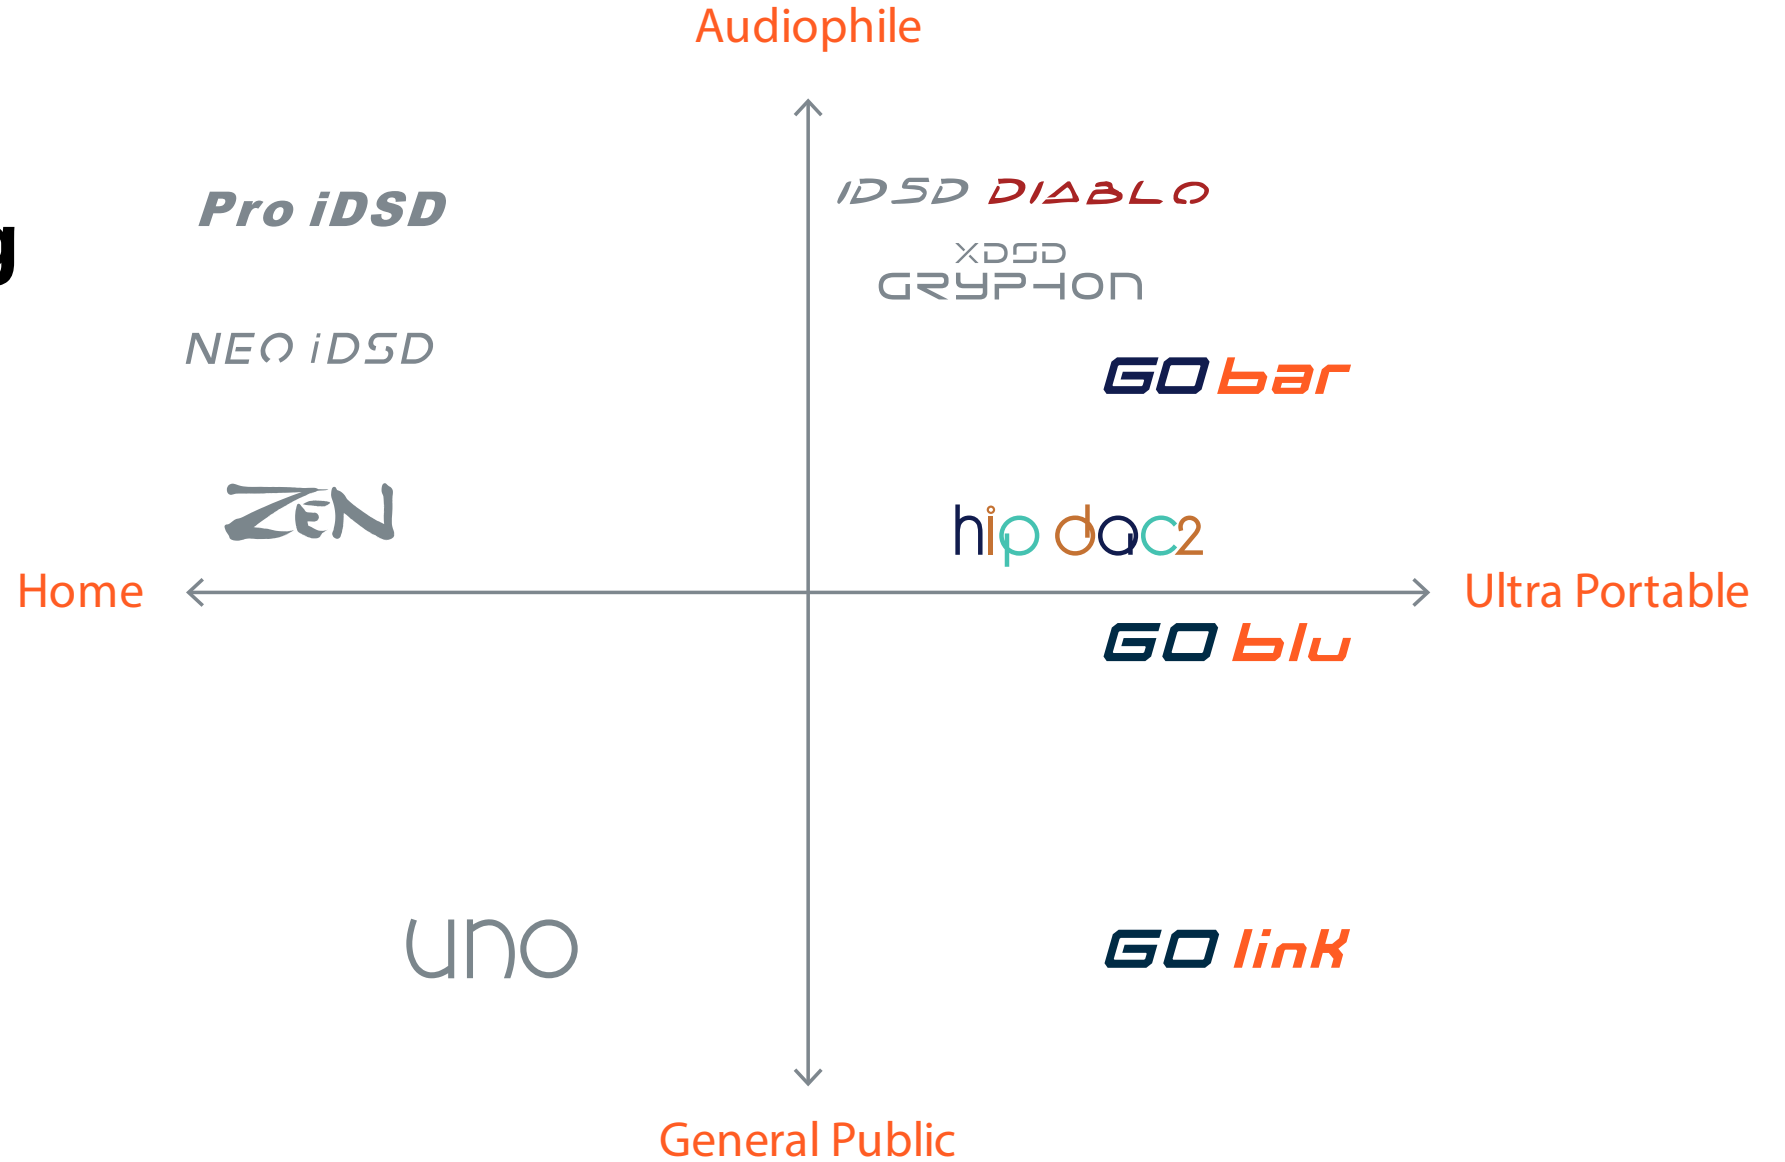 Audiophile
Pro iDSD
iDSD DIABLO
XDSD
GRYPHON
g
NEO iDSD
GO bar
ZEN
hip dac2
Home
Ultra Portable
GO blu
uno
GO link
General Public